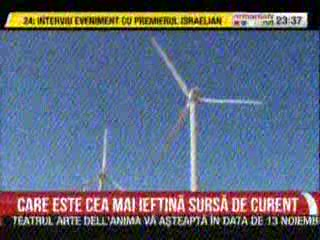 24: INTERVIU EVENIMENT CU PREMIERUL ISRAELIAN
23:37
CARE ESTE CEA MAI IEFTINĂ SURSĂ DE CURENT
TEATRUL ARTE DELL'ANIMA VĂ AŞTEAPTĂ ÎN DATA DE 13 NOIEMB